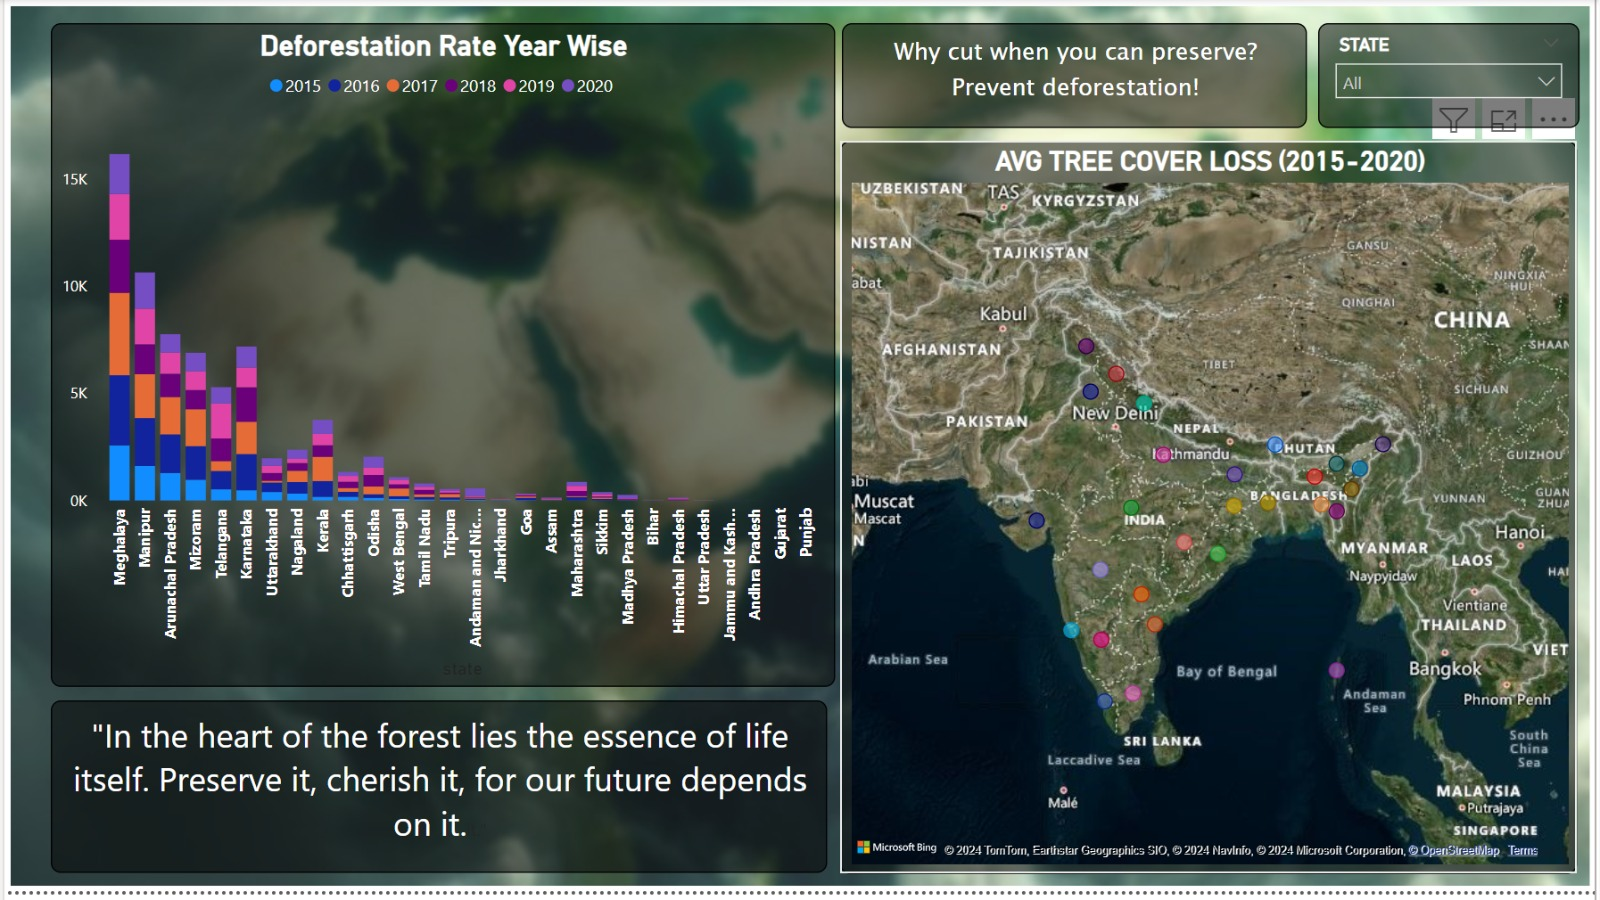 Deforestation Rate Year Wise
2015 2016 2017 2018 2019 2020
15K
10K
5K
0K
Meghalaya
Manipur
Arunachal Pradesh
Mizoram
Telangana
Karnataka
Uttarakhand
Nagaland
Kerala
Chhattisgarh
Odisha
West Bengal
Tamil Nadu
Tripura
Andaman and Nic...
Jharkhand
Goa
Assam
Maharashtra
Sikkim
Madhya Pradesh
Bihar
Himachal Pradesh
Uttar Pradesh
Jammu and Kash...
Andhra Pradesh
Gujarat
Punjab
state
"In the heart of the forest lies the essence of life
itself. Preserve it, cherish it, for our future depends
on it.
Why cut when you can preserve?
Prevent deforestation!
STATE
All
AVG TREE COVER LOSS (2015-2020)
UZBEKISTAN
TAS
KYRGYZSTAN
NISTAN
TAJIKISTAN
GANSU
abat
NINGXIA
HUI
QINGHAI
Kabul
CHINA
AFGHANISTAN
SHAAN
TIBET
SICHUAN
New Delhi
PAKISTAN
NEPAL
Kathmandu
BHUTAN
GUIZHOU
abi
Muscat
Mascat
N
BANGLADESH
YUNNAN
GUAN
ZHUA
INDIA
Hanoi
MYANMAR
LAOS
HAI
Naypyidaw
Vientiane
THAILAND
VIET
Arabian Sea
Bay of Bengal
Bangkok
Andaman
Sea
Phnom Penh
SRI LANKA
South
China
Sea
Laccadive Sea
Malé
MALAYSIA
Putrajaya
SINGAPORE
Microsoft Bing
© 2024 TomTom, Earthstar Geographics SIO, © 2024 NavInfo, © 2024 Microsoft Corporation, © OpenStreetMap Terms